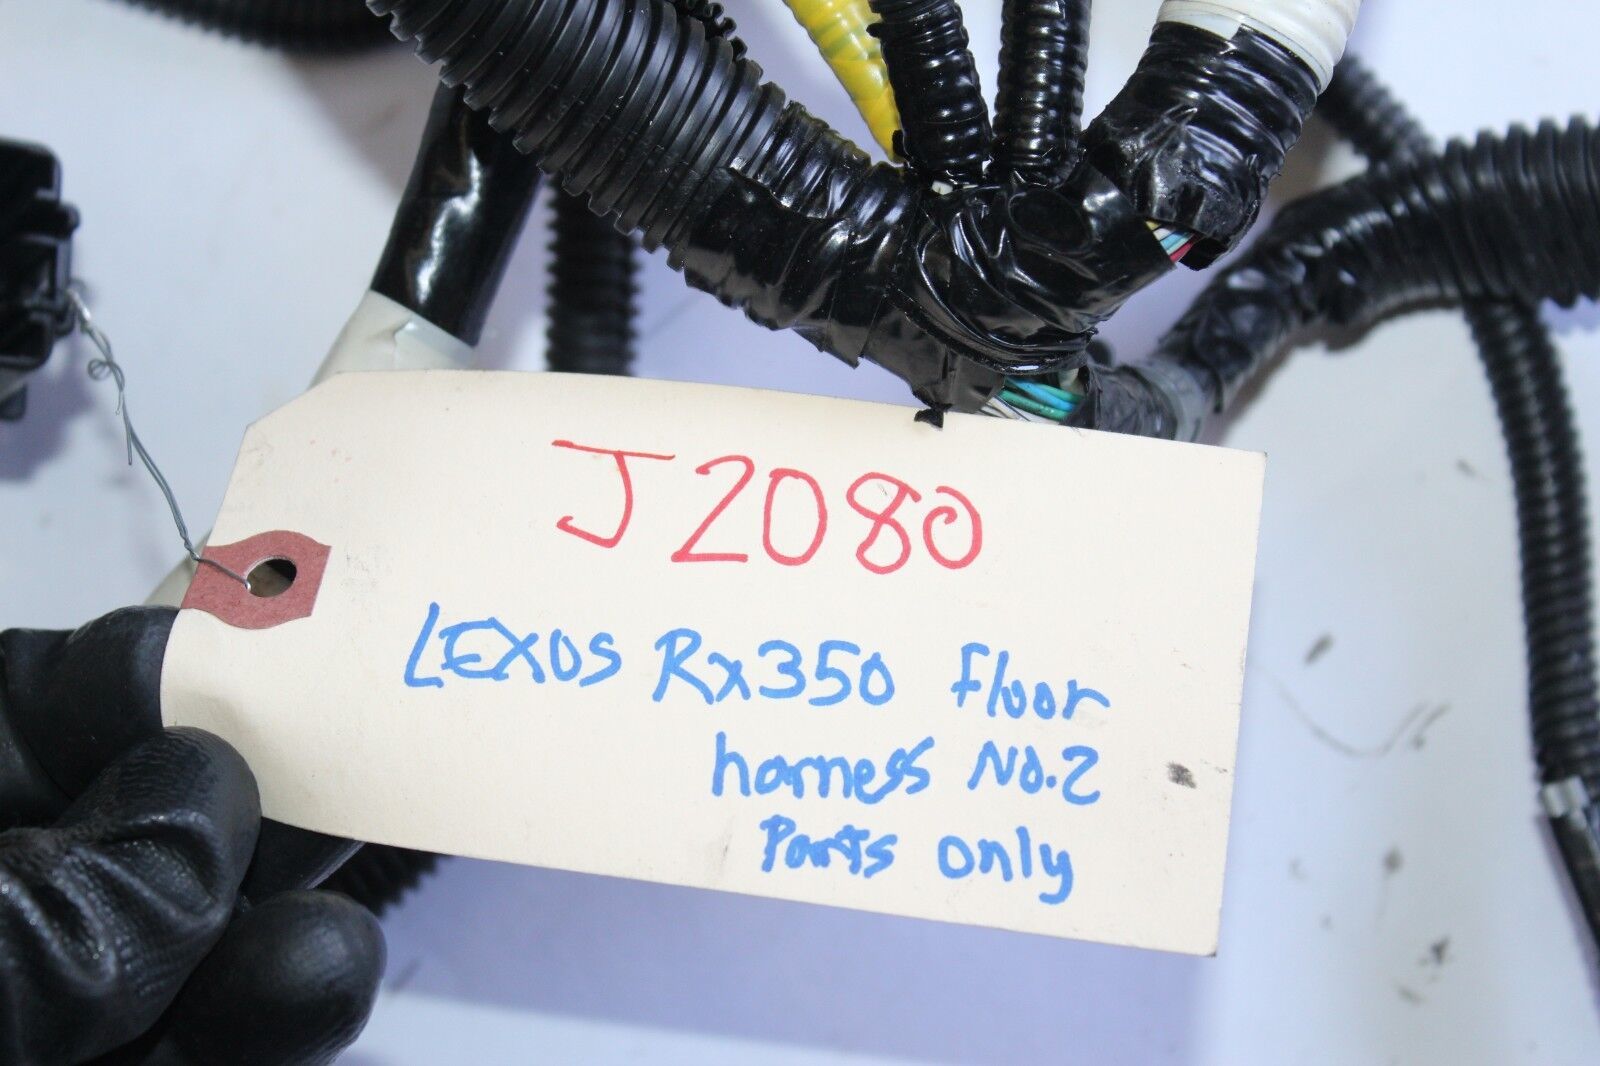 J2080
LEXUS Rx350 floor
harness No.2
Parts only